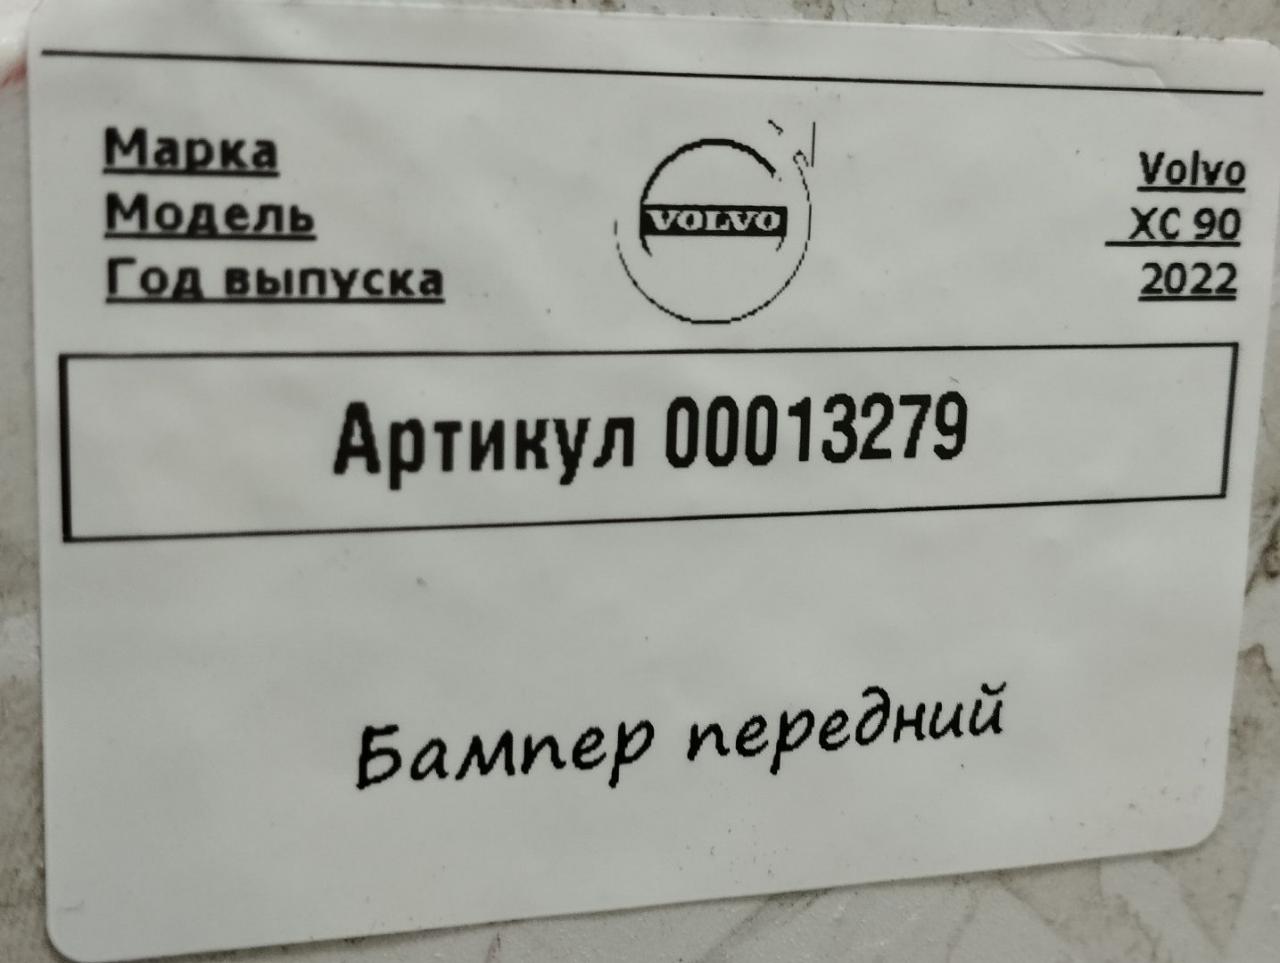 Марка
Volvo
Модель
XC 90
Год выпуска
2022
VOLVO
Артикул 00013279
Бампер передний